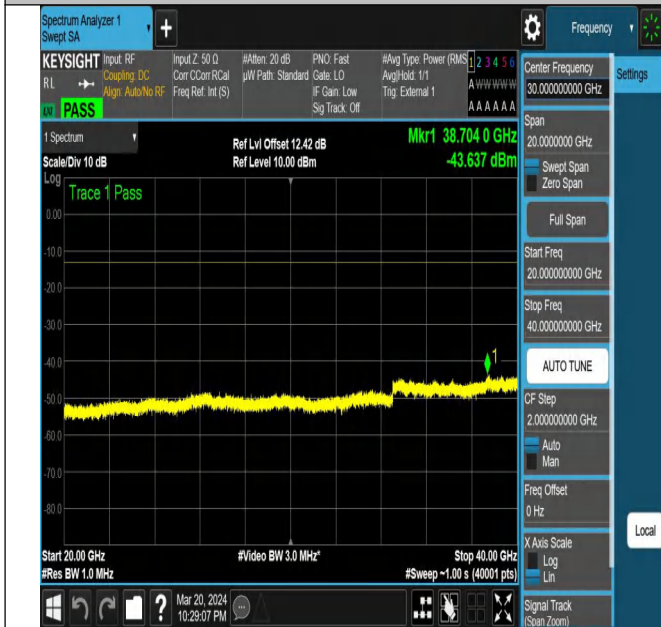 Spectrum Analyzer 1
Swept SA
+
Frequency
KEYSIGHT Input: RF
RL
Coupling: DC
Align: Auto/No RF
LXI PASS
Input Z: 50 Ω
Corr CCorr RCal
Freq Ref: Int (S)
#Atten: 20 dB
µW Path: Standard
PNO: Fast
Gate: LO
IF Gain: Low
Sig Track: Off
#Avg Type: Power (RMS
Avg|Hold: 1/1
Trig: External 1
1 2 3 4 5 6
A W W W W W
A A A A A A
1 Spectrum
Scale/Div 10 dB
Ref Lvl Offset 12.42 dB
Ref Level 10.00 dBm
Mkr1 38.704 0 GHz
-43.637 dBm
Log
Trace 1 Pass
0.00
-10.0
-20.0
-30.0
-40.0
-50.0
-60.0
-70.0
-80.0
1
Start 20.00 GHz
#Res BW 1.0 MHz
#Video BW 3.0 MHz*
Stop 40.00 GHz
#Sweep ~1.00 s (40001 pts)
Mar 20, 2024
10:29:07 PM
?
Center Frequency
30.000000000 GHz
Settings
Span
20.0000000 GHz
Swept Span
Zero Span
Full Span
Start Freq
20.000000000 GHz
Stop Freq
40.000000000 GHz
AUTO TUNE
CF Step
2.000000000 GHz
Auto
Man
Freq Offset
0 Hz
X Axis Scale
Log
Lin
Local
Signal Track
(Span Zoom)